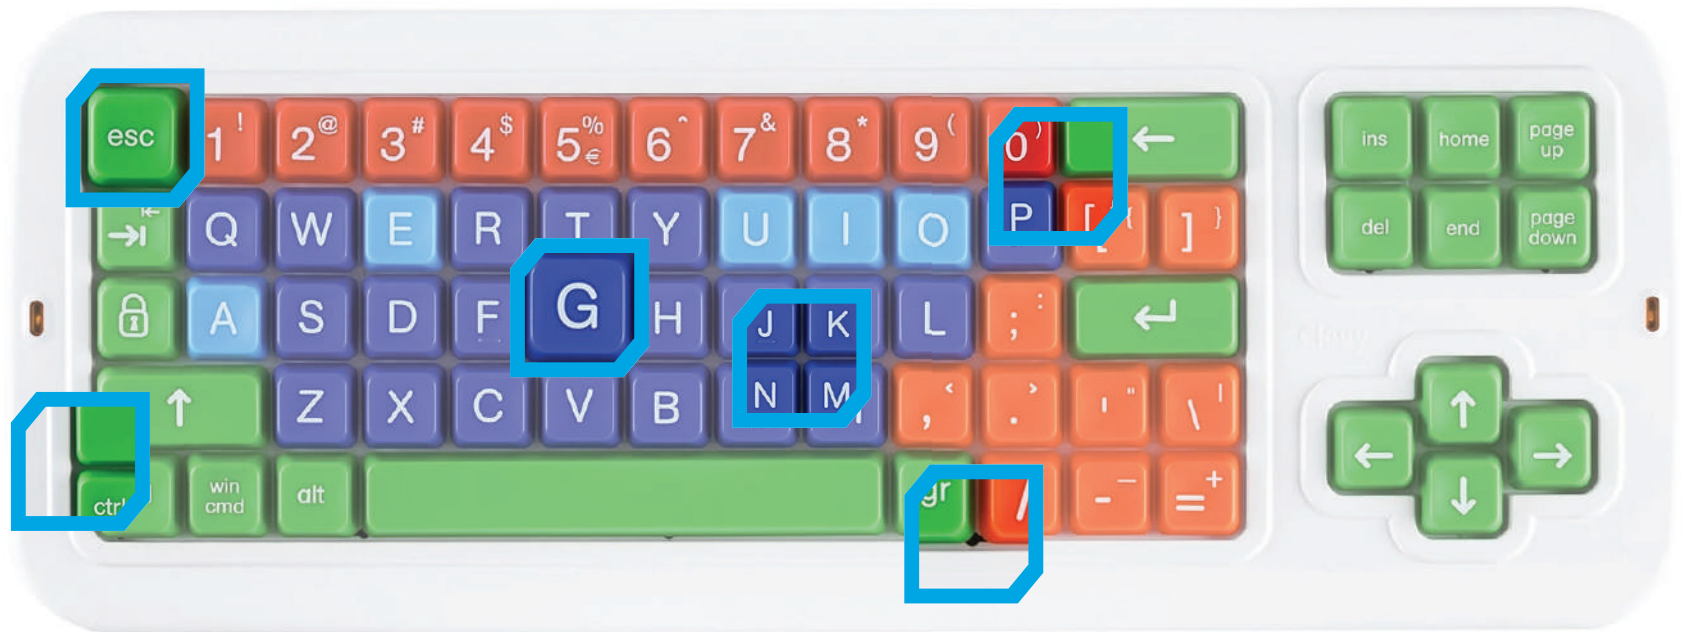 esc 1 ! 2 @ 3 # 4 $ 5 % € 6 ^ 7 & 8 * 9 ( 0 ) ←
Q W E R T Y U I O P [ { ] }
A S D F G H J K L ; :
Z X C V B N M , < . > ' " \ |
ctrl win cmd alt gr / - _ = +
ins home page up
del end page down